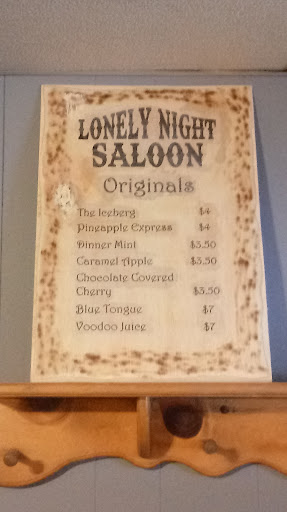 LONELY NIGHT
SALOON
Originals
The Iceberg $4
Pineapple Express $4
Dinner Mint $3.50
Caramel Apple $3.50
Chocolate Covered
Cherry $3.50
Blue Tongue $7
Voodoo Juice $7